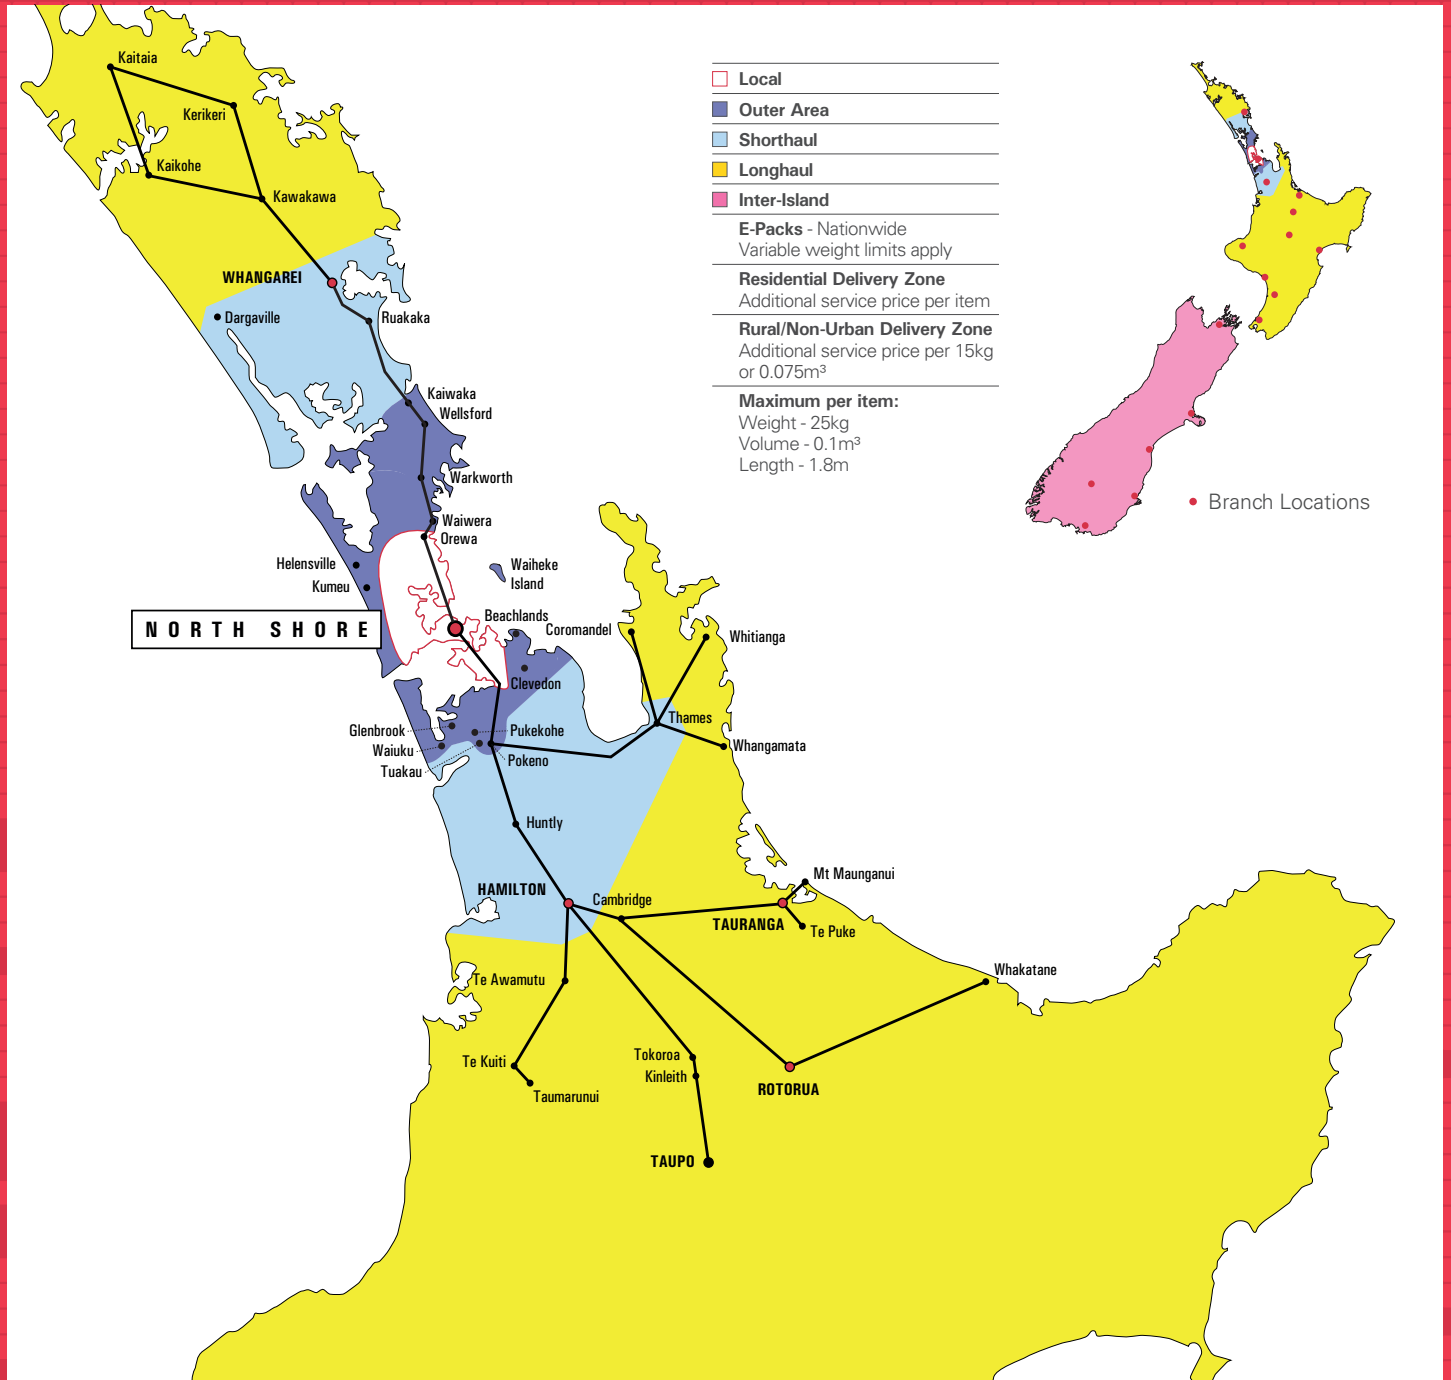 Kaitaia
Kerikeri
Kaikohe
Kawakawa
WHANGAREI
Dargaville
Ruakaka
Kaiwaka
Wellsford
Warkworth
Waiwera
Orewa
Helensville
Kumeu
Waiheke
Island
NORTH SHORE
Beachlands
Coromandel
Whitianga
Clevedon
Thames
Glenbrook
Pukekohe
Waiuku
Whangamata
Tuakau
Pokeno
Huntly
HAMILTON
Cambridge
Mt Maunganui
TAURANGA
Te Puke
Te Awamutu
Whakatane
Te Kuiti
Taumarunui
Tokoroa
Kinleith
ROTORUA
TAUPO
Local
Outer Area
Shorthaul
Longhaul
Inter-Island
E-Packs - Nationwide
Variable weight limits apply
Residential Delivery Zone
Additional service price per item
Rural/Non-Urban Delivery Zone
Additional service price per 15kg
or 0.075m³
Maximum per item:
Weight - 25kg
Volume - 0.1m³
Length - 1.8m
Branch Locations